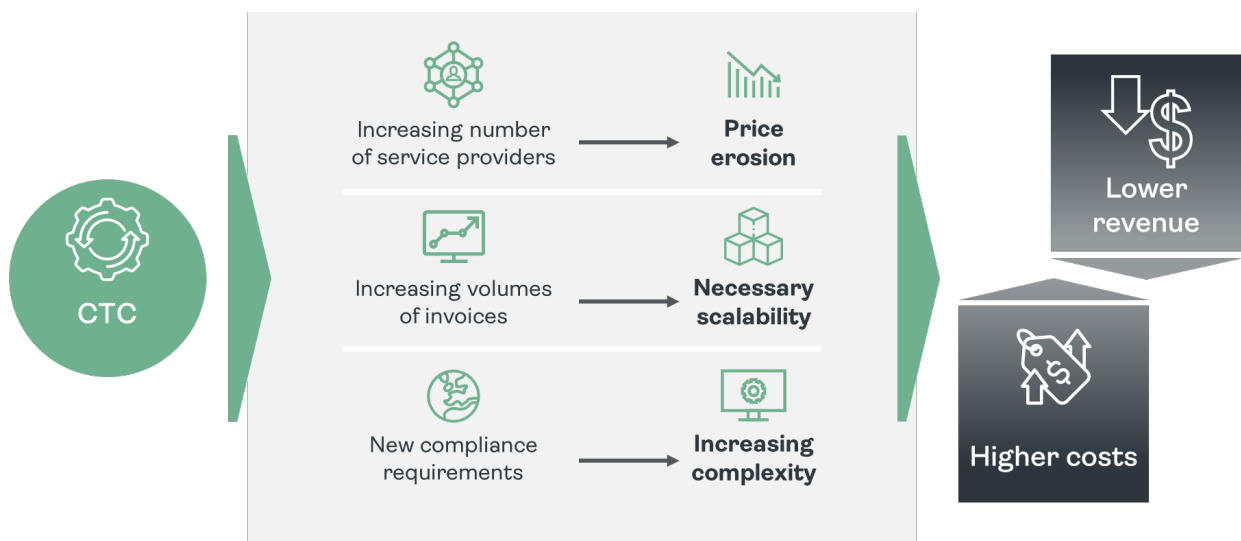 CTC
Increasing number
of service providers
Price
erosion
Increasing volumes
of invoices
Necessary
scalability
New compliance
requirements
Increasing
complexity
$
Lower
revenue
$
Higher costs